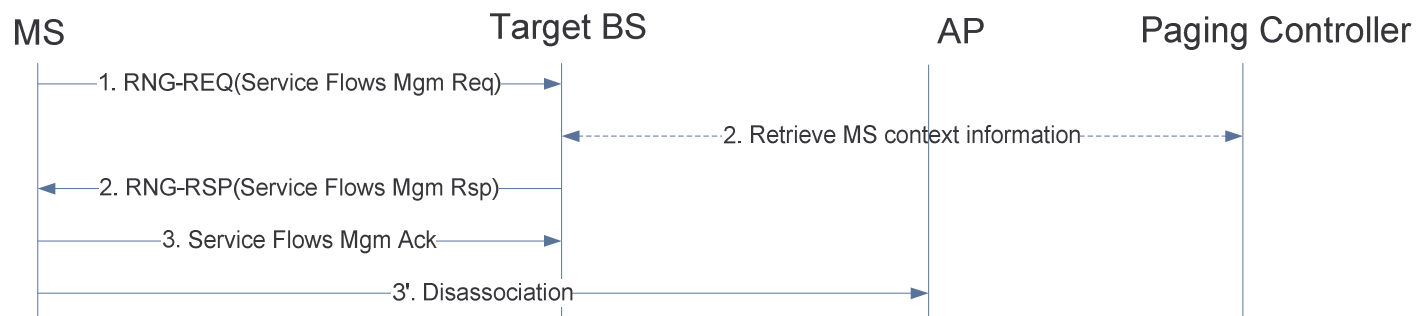 MS Target BS AP Paging Controller
1. RNG-REQ(Service Flows Mgm Req)
2. Retrieve MS context information
2. RNG-RSP(Service Flows Mgm Rsp)
3. Service Flows Mgm Ack
3'. Disassociation